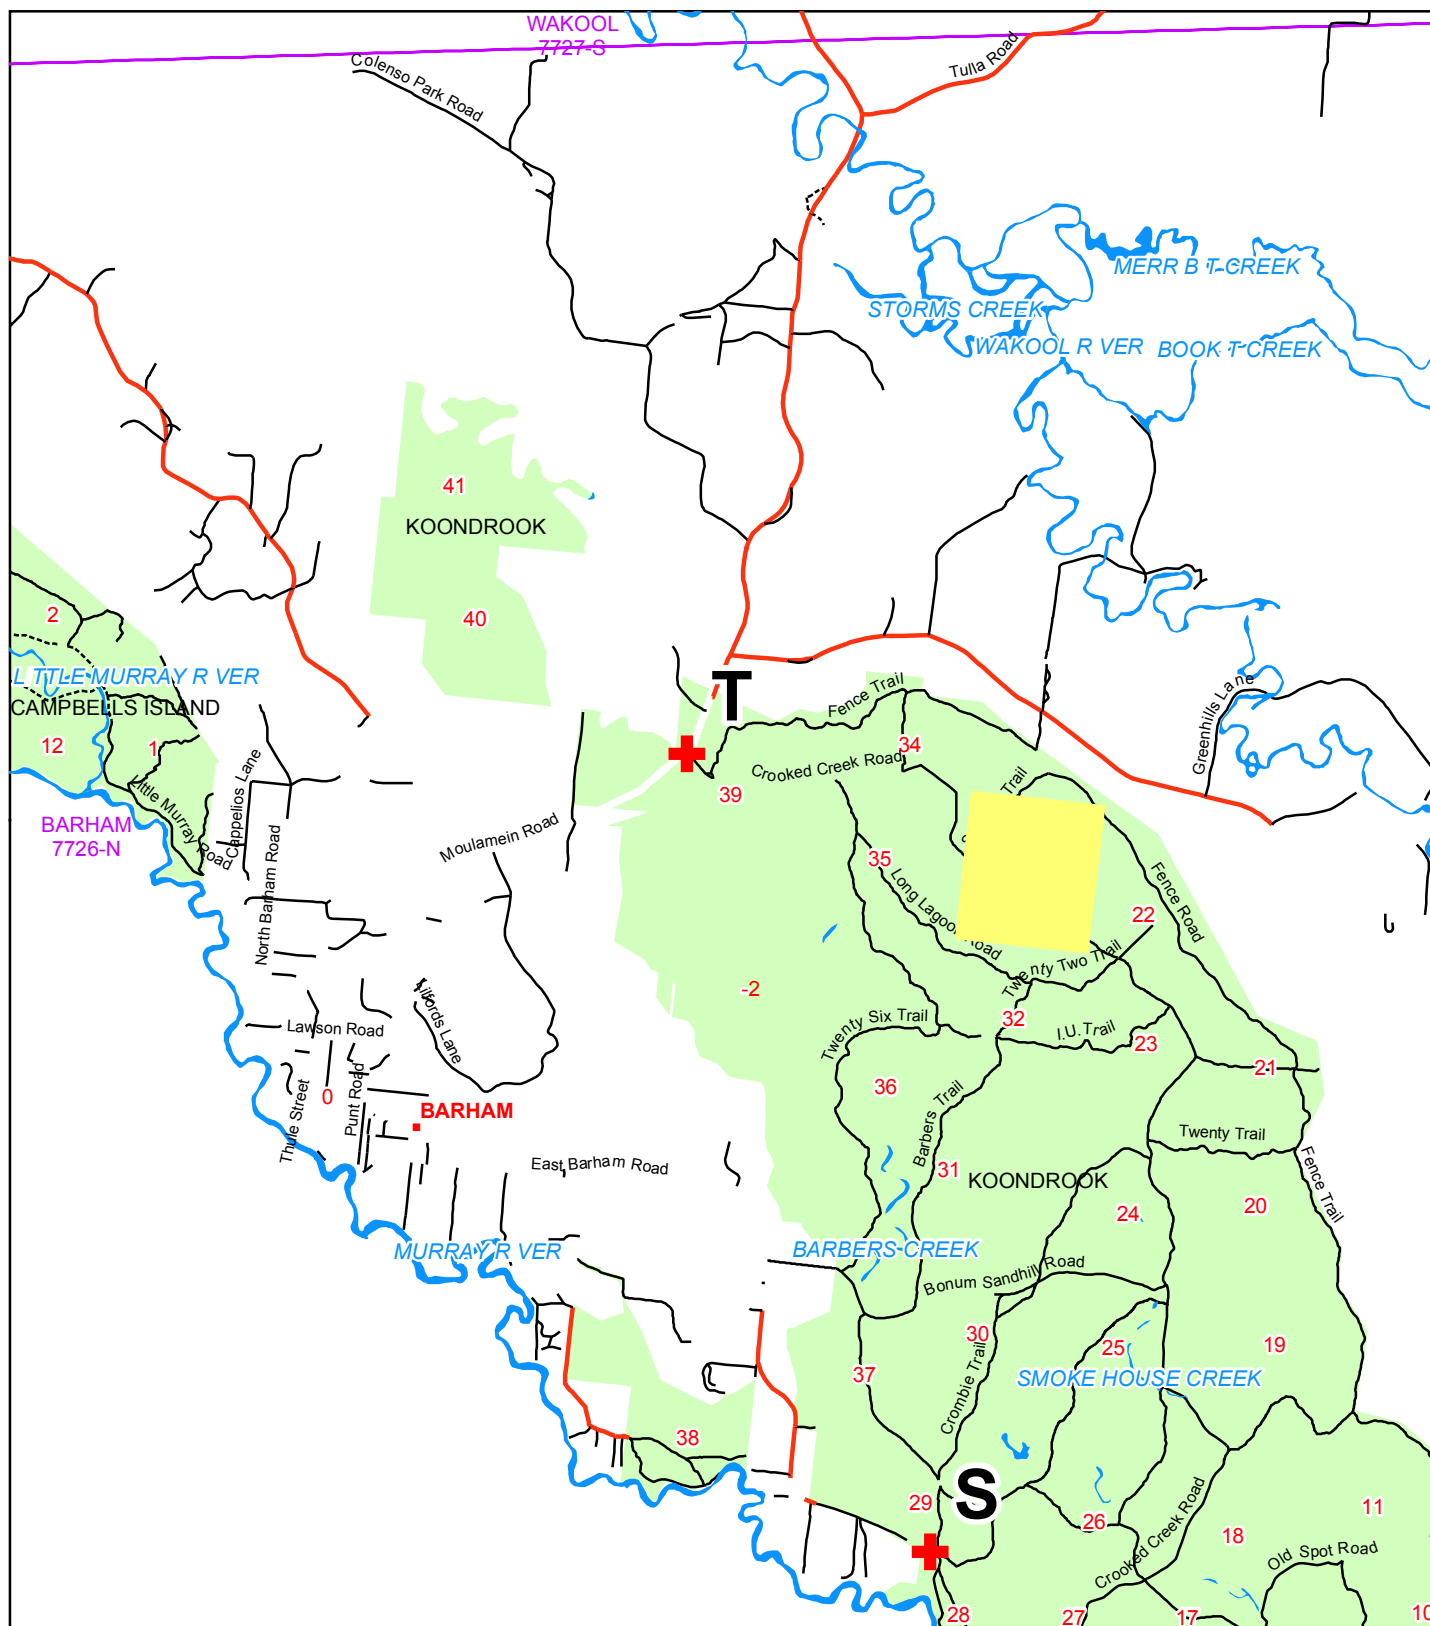 WAKOOL
7727-S
Tulla Road
Colenso Park Road
MERR B T CREEK
STORMS CREEK
WAKOOL R VER
BOOK T CREEK
41
KOONDROOK
40
2
L TTLE MURRAY R VER
CAMPBELLS ISLAND
12
1
T
Fence Trail
Greenhills Lane
34
Crooked Creek Road
39
Trail
Little Murray Road
Cappelios Lane
BARHAM
7726-N
Moulamein Road
North Barham Road
35
Long Lagoon Road
Fence Road
22
Twenty Two Trail
-2
Lilfords Lane
Twenty Six Trail
32
I.U.Trail
23
Lawson Road
21
36
Thule Street
0
Punt Road
BARHAM
Barbers Trail
Twenty Trail
East Barham Road
31
KOONDROOK
Fence Trail
24
20
MURRAY R VER
BARBERS CREEK
Bonum Sandhill Road
30
25
19
37
Crombie Trail
SMOKE HOUSE CREEK
38
S
29
26
Crooked Creek Road
11
18
Old Spot Road
28
27
17
10